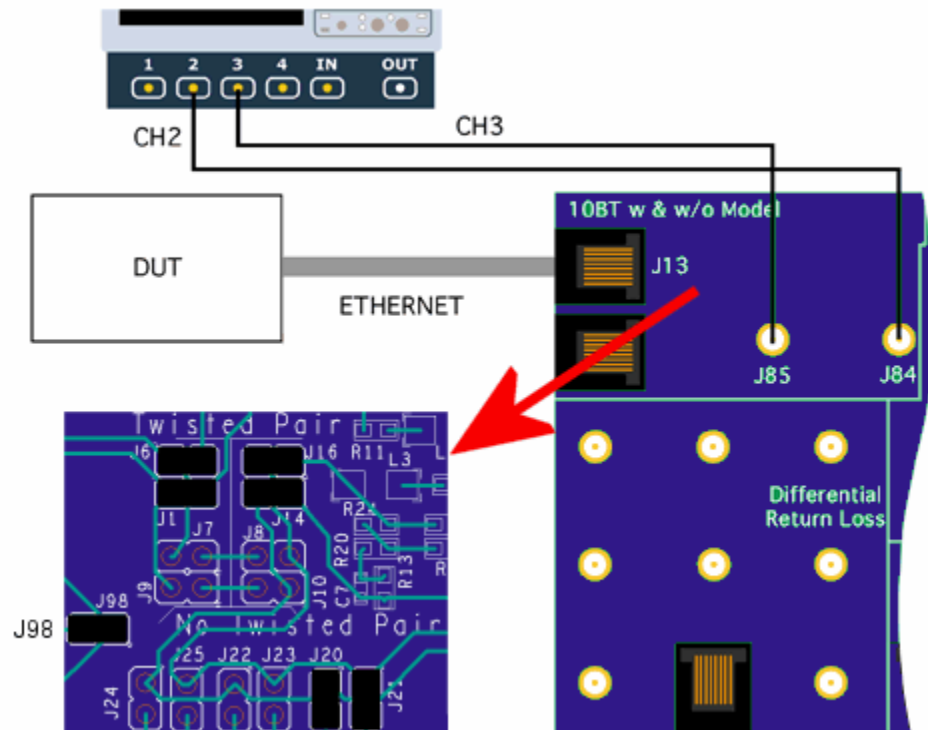 1 2 3 4 IN OUT
CH2
CH3
DUT
ETHERNET
10BT w & w/o Model
J13
J85
J84
Differential
Return Loss
Twisted Pair
J6
J16
R11
L3
L
J1
J14
R24
J7
J8
R20
R13
R
J9
J10
C7
J98
J98
No Twisted Pair
J25 J22 J23 J20
J24
J21